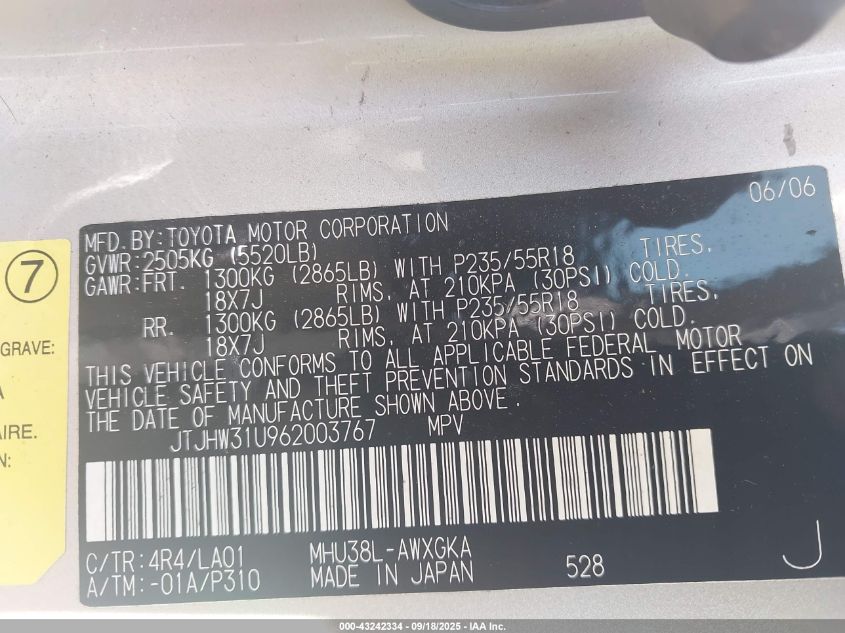 06/06
MFD. BY:TOYOTA MOTOR CORPORATION
GVWR:2505KG (5520LB)
GAWR:FRT. 1300KG (2865LB) WITH P235/55R18 TIRES,
18X7J RIMS, AT 210KPA (30PSI) COLD.
RR. 1300KG (2865LB) WITH P235/55R18 TIRES,
18X7J RIMS, AT 210KPA (30PSI) COLD.
THIS VEHICLE CONFORMS TO ALL APPLICABLE FEDERAL MOTOR
VEHICLE SAFETY AND THEFT PREVENTION STANDARDS IN EFFECT ON
THE DATE OF MANUFACTURE SHOWN ABOVE.
JTJHW31U962003767 MPV
C/TR:4R4/LA01 MHU38L-AWXGKA
A/TM:-01A/P310 MADE IN JAPAN 528 J
7
GRAVE:
A
AIRE.
N:
000-43242334 - 09/18/2025 - IAA Inc.